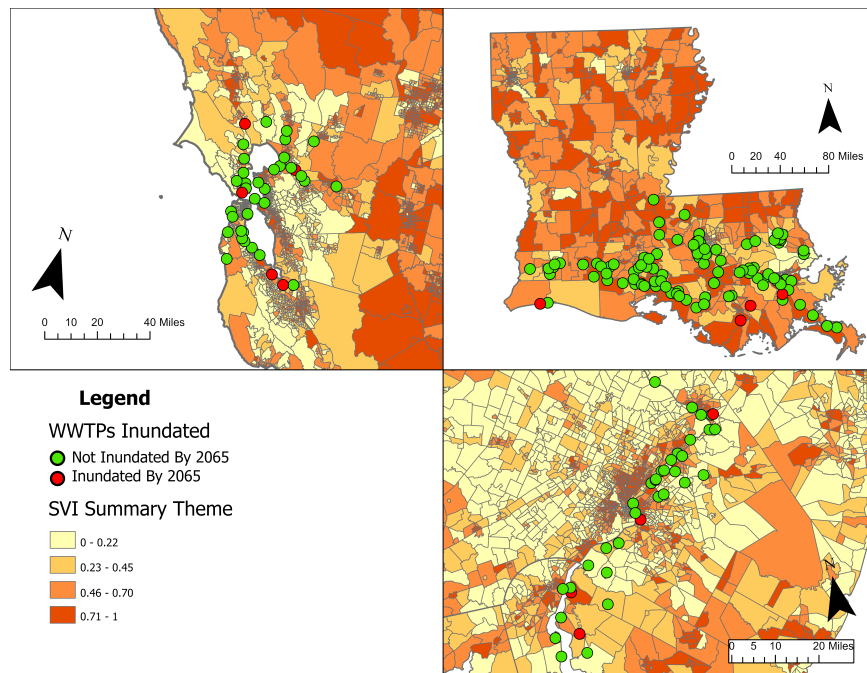 N
0 10 20 40 Miles
N
0 20 40 80 Miles
Legend
WWTPs Inundated
Not Inundated By 2065
Inundated By 2065
SVI Summary Theme
0 - 0.22
0.23 - 0.45
0.46 - 0.70
0.71 - 1
N
0 5 10 20 Miles